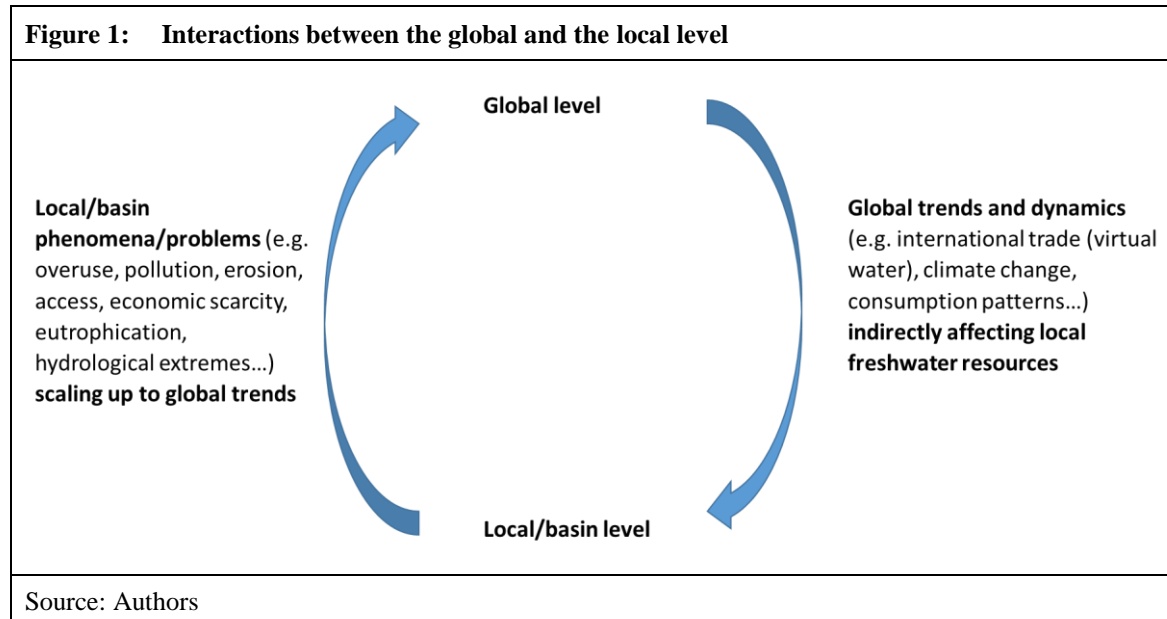 Figure 1: Interactions between the global and the local level
Global level
Local/basin
phenomena/problems (e.g.
overuse, pollution, erosion,
access, economic scarcity,
eutrophication,
hydrological extremes...)
scaling up to global trends
Global trends and dynamics
(e.g. international trade (virtual
water), climate change,
consumption patterns...)
indirectly affecting local
freshwater resources
Local/basin level
Source: Authors